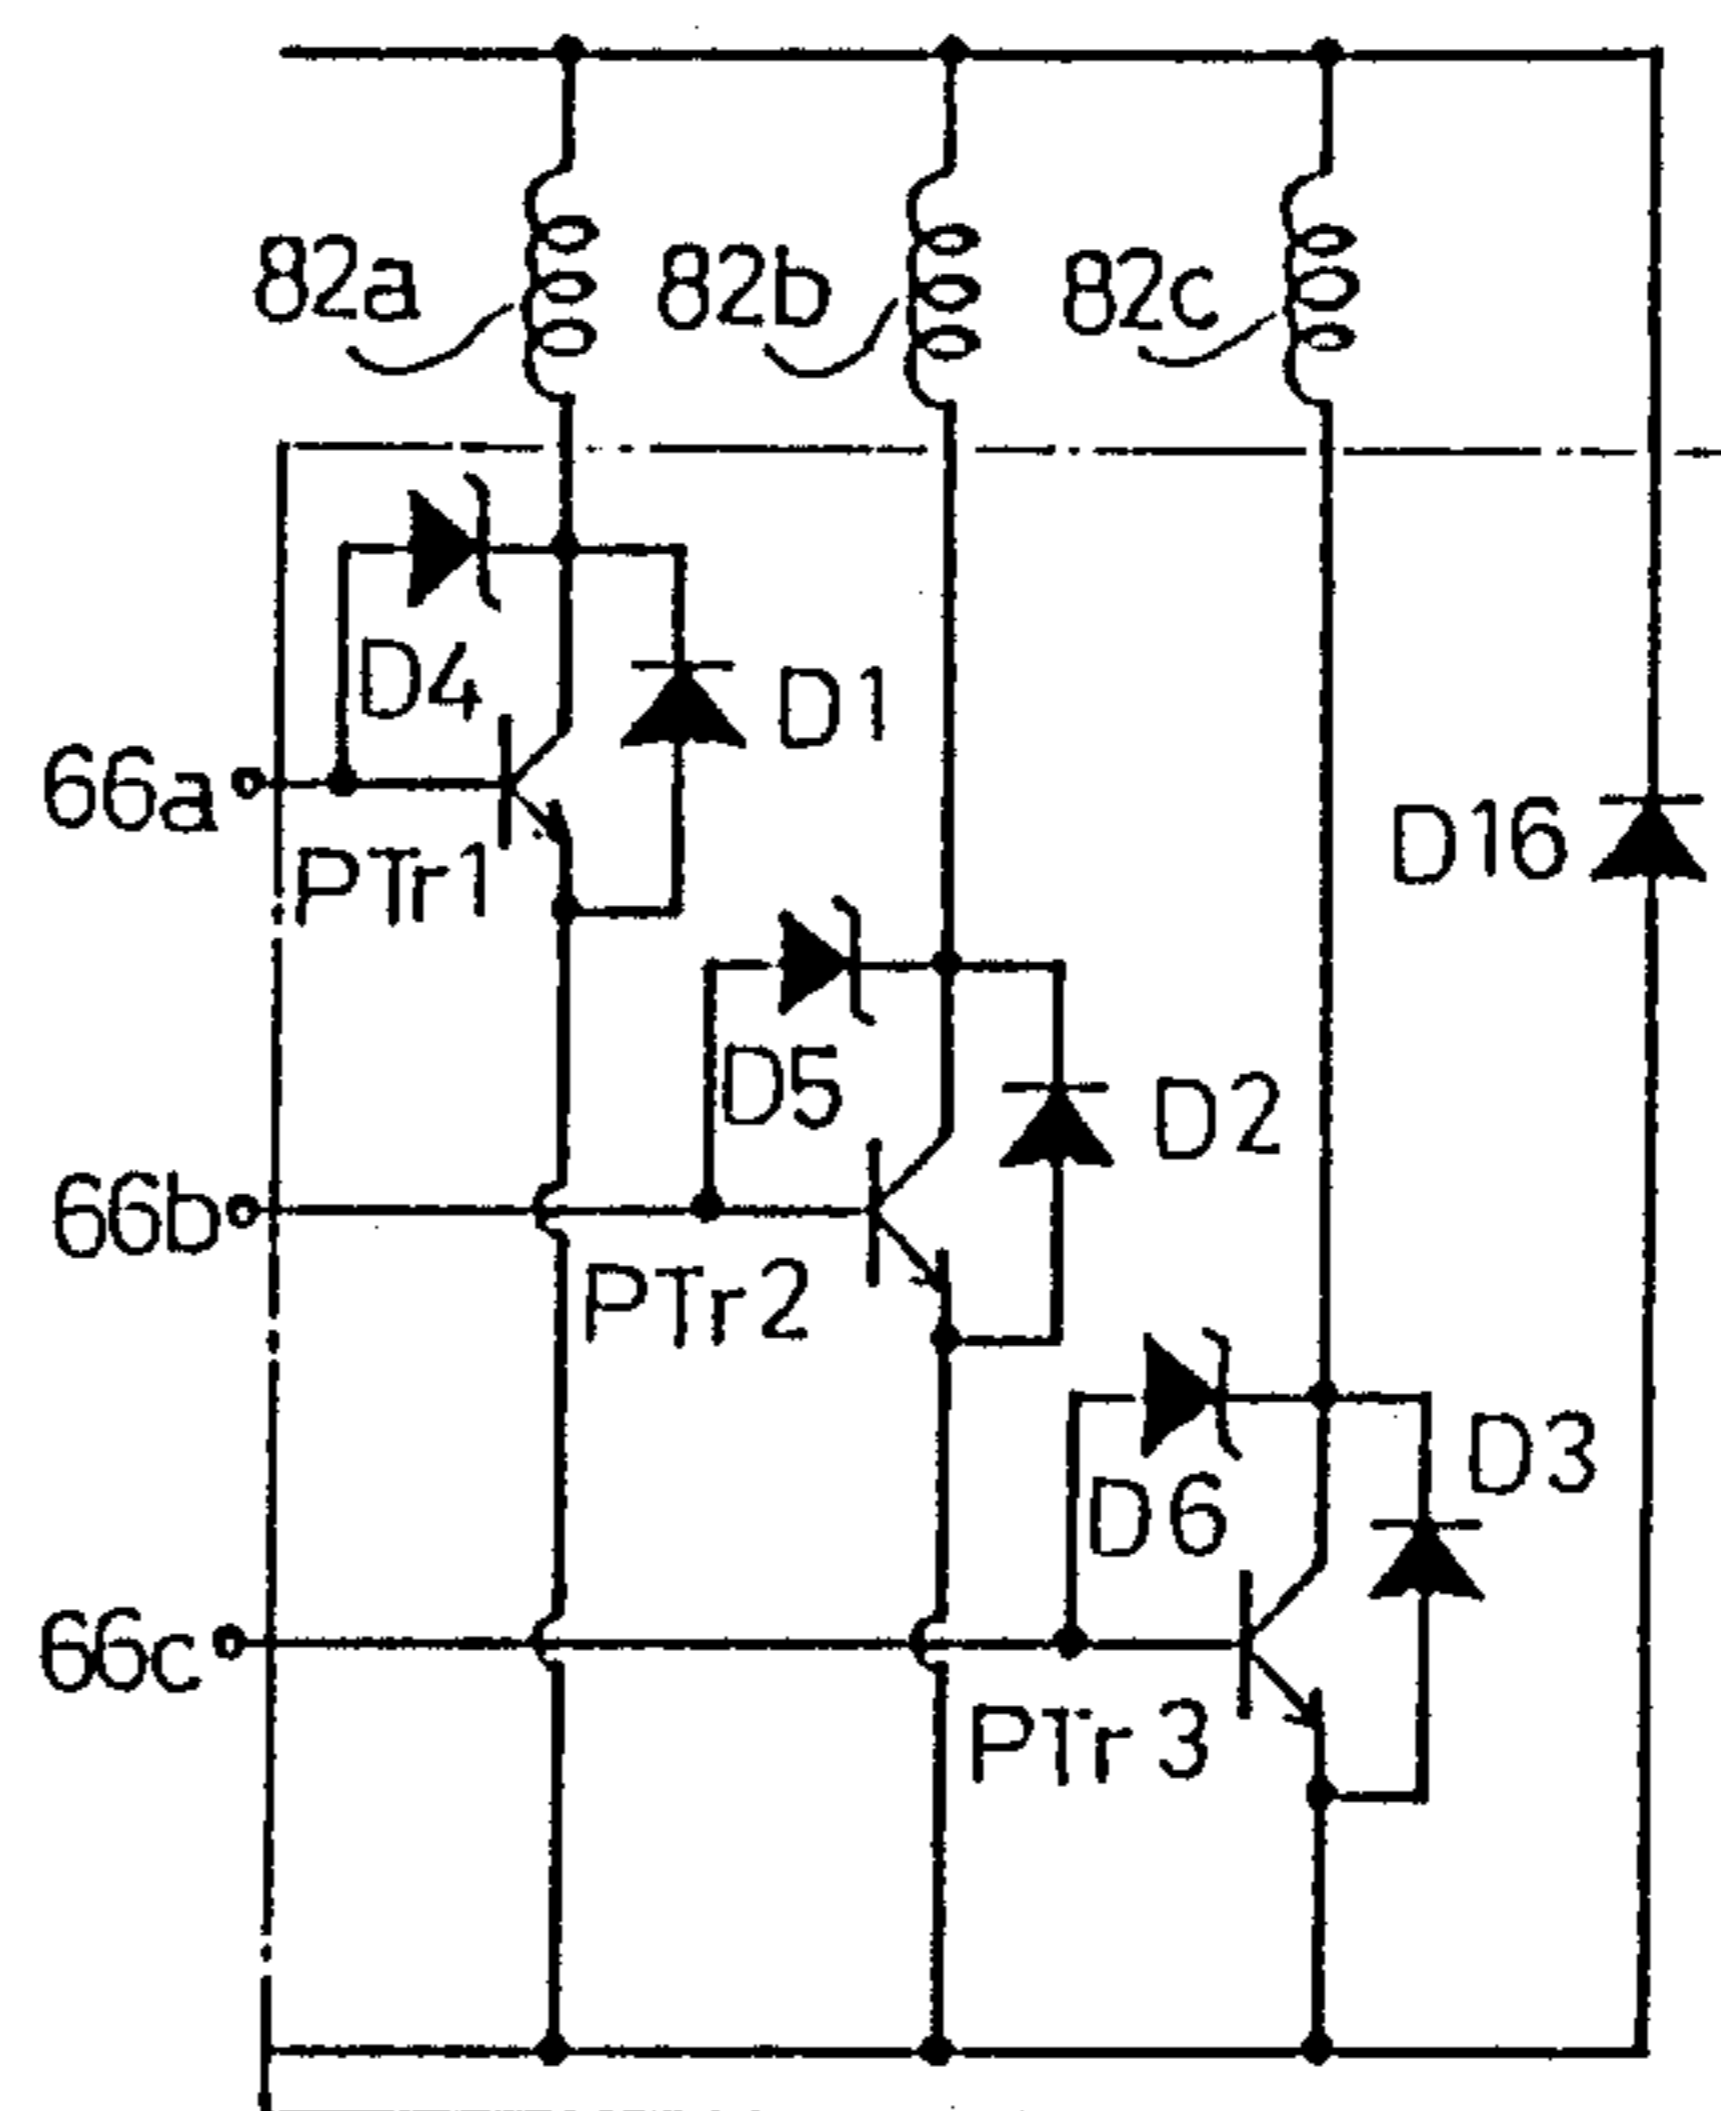 82a 82b 82c
D4 D1
66a
PTr1 D16
D5 D2
66b
PTr2
D6 D3
66c
PTr3